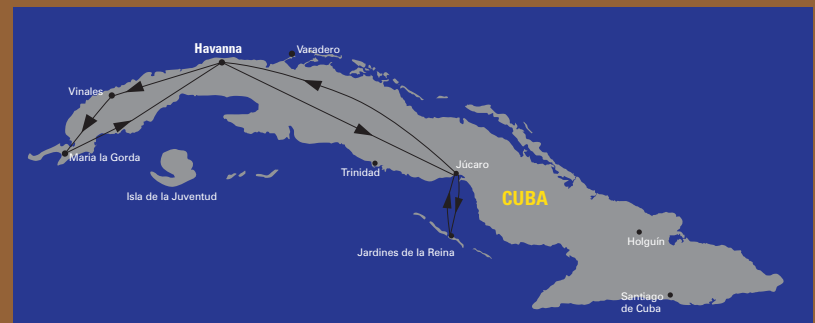 Havanna
Varadero
Vinales
Maria la Gorda
Isla de la Juventud
Trinidad
Júcaro
CUBA
Jardines de la Reina
Holguin
Santiago
de Cuba